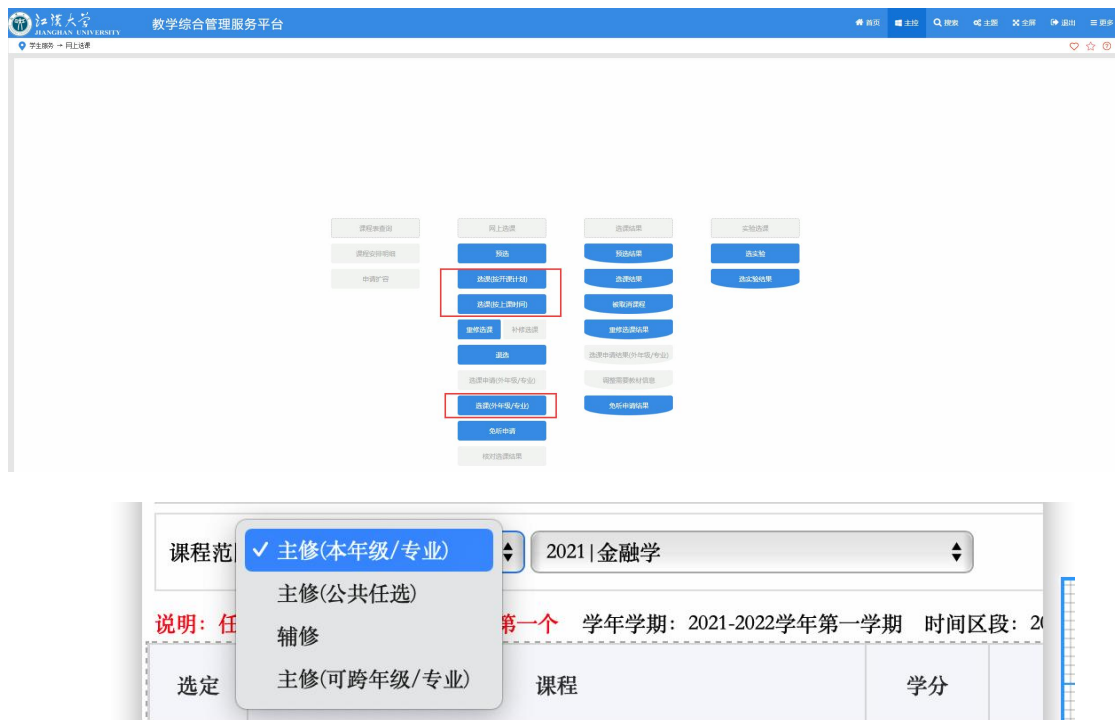 江汉大学
JIANGHAN UNIVERSITY
教学综合管理服务平台
首页 主控 搜索 主题 全屏 退出 更多
学生服务 → 网上选课
课程表查询 网上选课 选课结果 实验选课
课程安排明细 预选 预选结果 选实验
申请扩容 选课(按开课计划) 选课结果 选实验结果
选课(按上课时间) 被取消课程
重修选课 补修选课 重修选课结果
退选 选课申请结果(外年级/专业)
选课申请(外年级/专业) 调整需要教材信息
选课(外年级/专业) 免听申请结果
免听申请
核对选课结果
课程范 ✓ 主修(本年级/专业) 2021|金融学
主修(公共任选)
说明：任 第一个 学年学期：2021-2022学年第一学期 时间区段：20
辅修
主修(可跨年级/专业)
选定 课程 学分